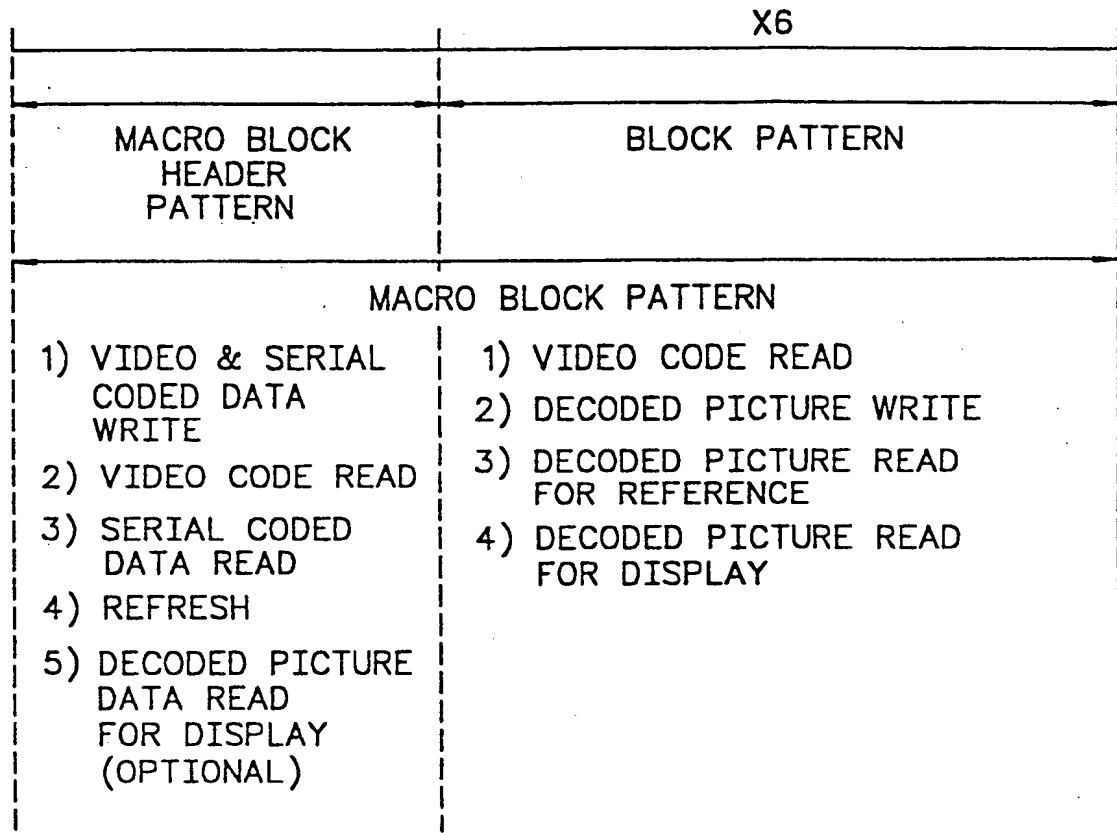 X6
MACRO BLOCK
HEADER
PATTERN
BLOCK PATTERN
MACRO BLOCK PATTERN
1) VIDEO & SERIAL
CODED DATA
WRITE
2) VIDEO CODE READ
3) SERIAL CODED
DATA READ
4) REFRESH
5) DECODED PICTURE
DATA READ
FOR DISPLAY
(OPTIONAL)
1) VIDEO CODE READ
2) DECODED PICTURE WRITE
3) DECODED PICTURE READ
FOR REFERENCE
4) DECODED PICTURE READ
FOR DISPLAY